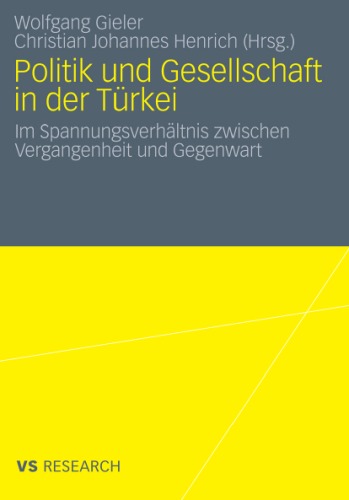 Wolfgang Gieler
Christian Johannes Henrich (Hrsg.)
Politik und Gesellschaft
in der Türkei
Im Spannungsverhältnis zwischen
Vergangenheit und Gegenwart
VS RESEARCH